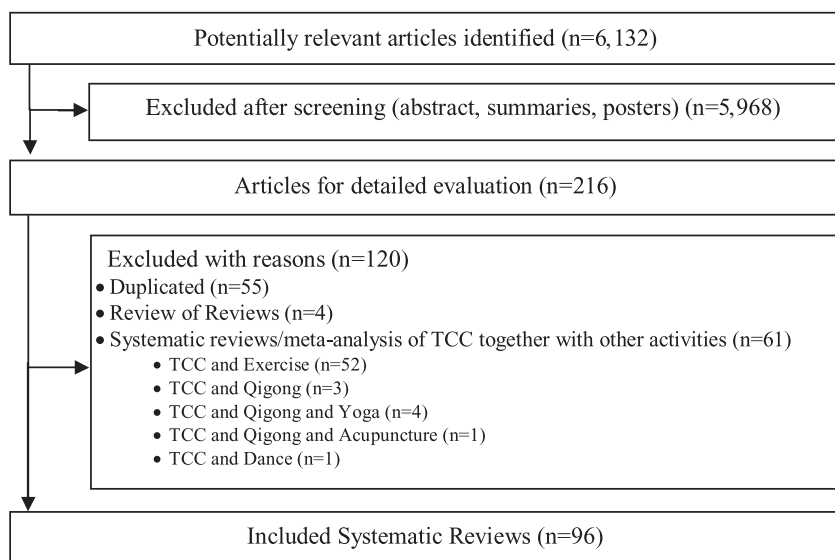 Potentially relevant articles identified (n=6,132)
Excluded after screening (abstract, summaries, posters) (n=5,968)
Articles for detailed evaluation (n=216)
Excluded with reasons (n=120)
• Duplicated (n=55)
• Review of Reviews (n=4)
• Systematic reviews/meta-analysis of TCC together with other activities (n=61)
• TCC and Exercise (n=52)
• TCC and Qigong (n=3)
• TCC and Qigong and Yoga (n=4)
• TCC and Qigong and Acupuncture (n=1)
• TCC and Dance (n=1)
Included Systematic Reviews (n=96)